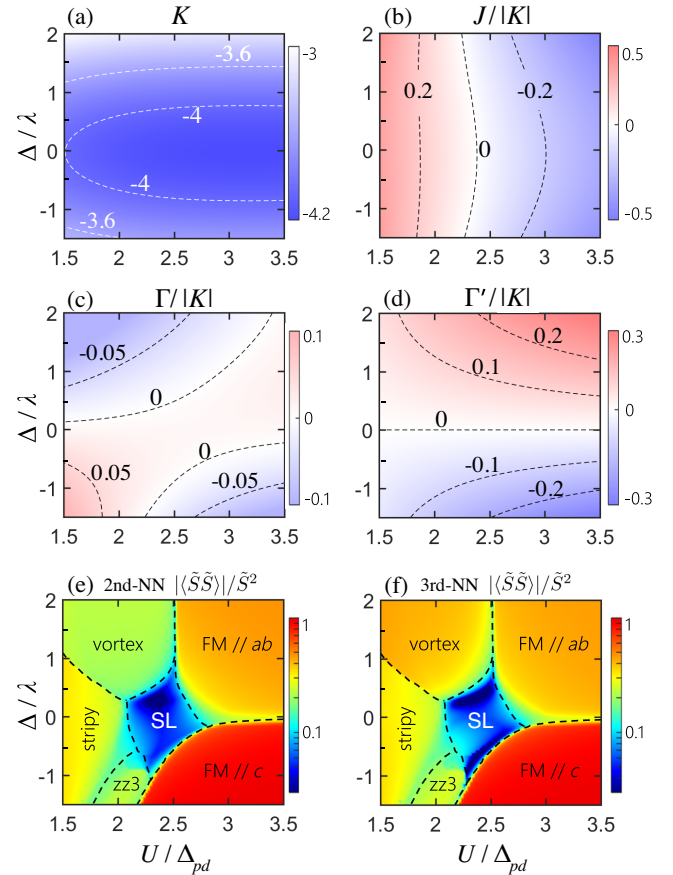 (a) K
(b) J/|K|
2
1
0
-1
Δ / λ
1.5 2 2.5 3 3.5
-3.6
-4
-4
-3.6
-3
-4.2
0.2
0
-0.2
1.5 2 2.5 3 3.5
0.5
0
-0.5
(c) Γ/|K|
(d) Γ′/|K|
2
1
0
-1
Δ / λ
1.5 2 2.5 3 3.5
-0.05
0
0
0.05
-0.05
0.1
0
-0.1
2
1
0
-1
1.5 2 2.5 3 3.5
0.2
0.1
0
-0.1
-0.2
0.3
0
-0.3
(e) 2nd-NN |⟨S̃S̃⟩|/S̃²
(f) 3rd-NN |⟨S̃S̃⟩|/S̃²
2
1
0
-1
Δ / λ
1.5 2 2.5 3 3.5
U / Δpd
vortex
FM // ab
stripy
SL
zz3
FM // c
1
0.1
2
1
0
-1
1.5 2 2.5 3 3.5
U / Δpd
vortex
FM // ab
stripy
SL
zz3
FM // c
1
0.1